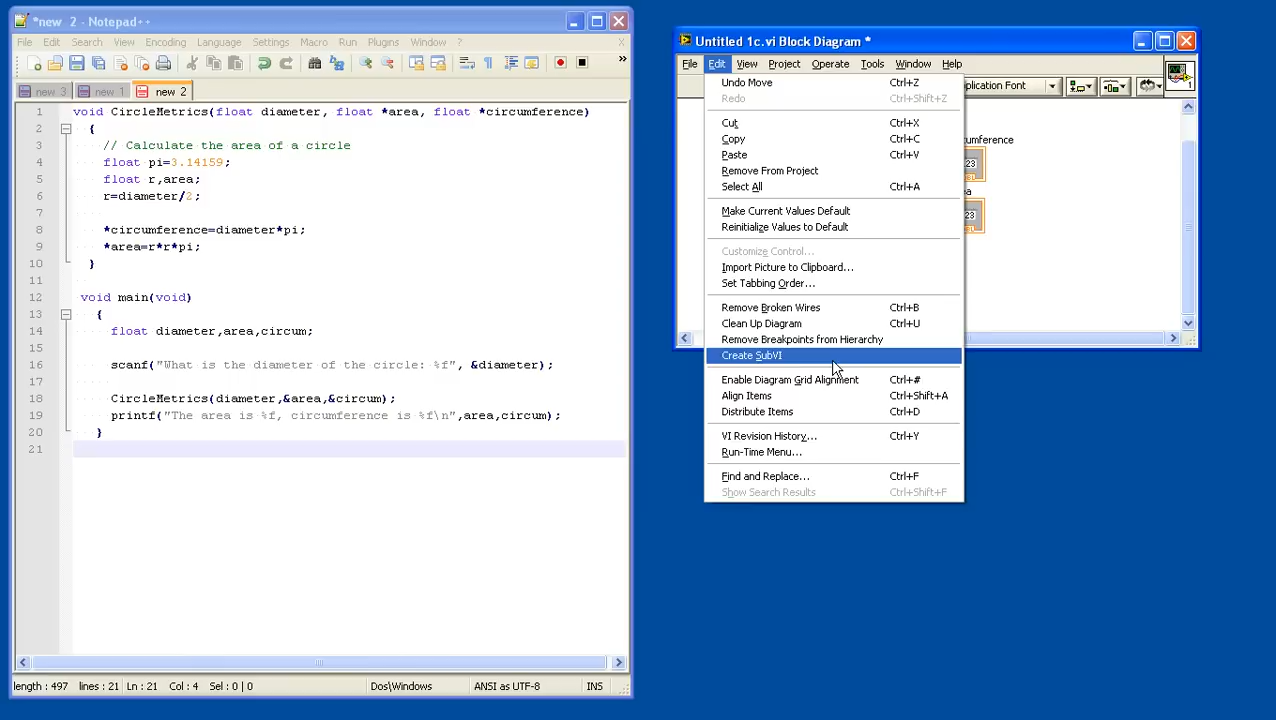 *new  2 - Notepad++
File Edit Search View Encoding Language Settings Macro Run Plugins Window ? X
new 3 new 1 new 2
1 void CircleMetrics(float diameter, float *area, float *circumference)
2 {
3 // Calculate the area of a circle
4 float pi=3.14159;
5 float r,area;
6 r=diameter/2;
7
8 *circumference=diameter*pi;
9 *area=r*r*pi;
10 }
11
12 void main(void)
13 {
14 float diameter,area,circum;
15
16 scanf("What is the diameter of the circle: %f", &diameter);
17
18 CircleMetrics(diameter,&area,&circum);
19 printf("The area is %f, circumference is %f\n",area,circum);
20 }
21
length : 497 lines : 21 Ln : 21 Col : 4 Sel : 0 | 0 Dos\Windows ANSI as UTF-8 INS
Untitled 1c.vi Block Diagram *
File Edit View Project Operate Tools Window Help
plication Font
1
cumference
23
ea
23
Undo Move Ctrl+Z
Redo Ctrl+Shift+Z
Cut Ctrl+X
Copy Ctrl+C
Paste Ctrl+V
Remove From Project
Select All Ctrl+A
Make Current Values Default
Reinitialize Values to Default
Customize Control...
Import Picture to Clipboard...
Set Tabbing Order...
Remove Broken Wires Ctrl+B
Clean Up Diagram Ctrl+U
Remove Breakpoints from Hierarchy
Create SubVI
Enable Diagram Grid Alignment Ctrl+#
Align Items Ctrl+Shift+A
Distribute Items Ctrl+D
VI Revision History... Ctrl+Y
Run-Time Menu...
Find and Replace... Ctrl+F
Show Search Results Ctrl+Shift+F